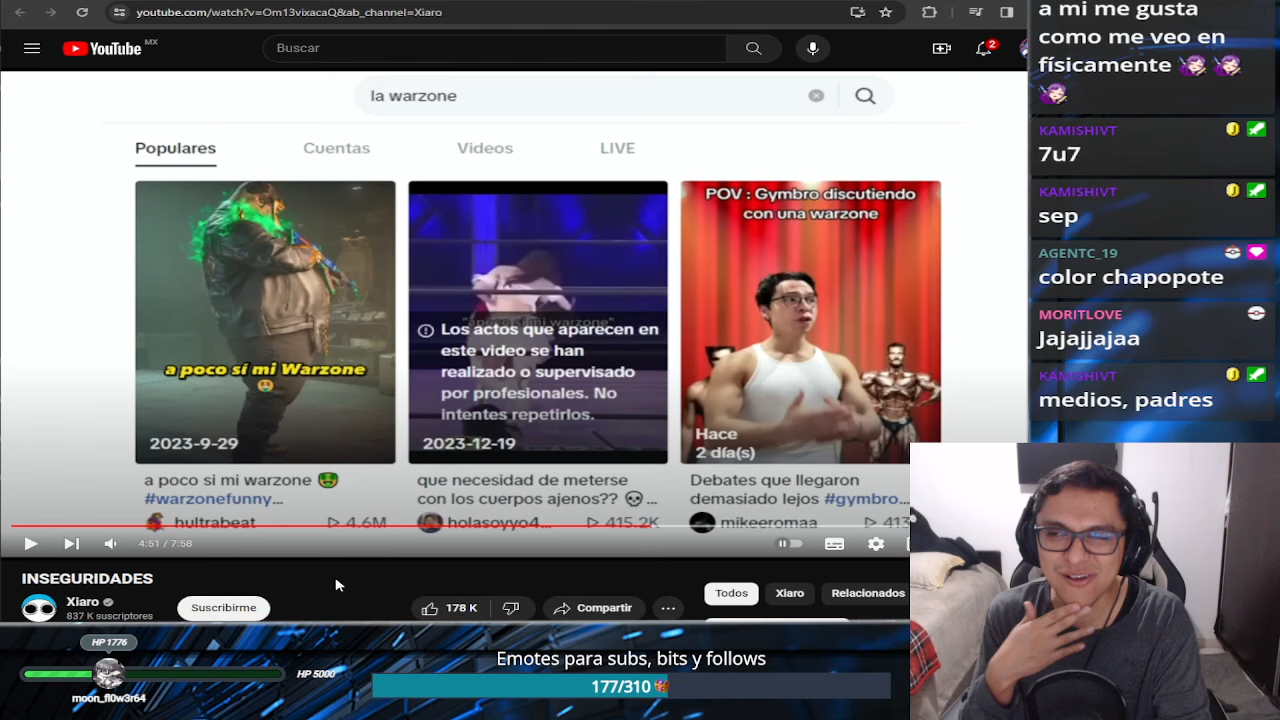 youtube.com/watch?v=Om13vixacaQ&ab_channel=Xiaro
YouTube MX
Buscar
2
la warzone
Populares
Cuentas
Videos
LIVE
a poco sí mi Warzone
2023-9-29
a poco si mi warzone
#warzonefunny...
hultrabeat
4.6M
Los actos que aparecen en
este video se han
realizado o supervisado
por profesionales. No
intentes repetirlos.
2023-12-19
que necesidad de meterse
con los cuerpos ajenos??
holasoyyo4...
415.2K
POV : Gymbro discutiendo
con una warzone
Hace
2 día(s)
Debates que llegaron
demasiado lejos #gymbro...
mikeeromaa
4:51 / 7:58
INSEGURIDADES
Xiaro
837 K suscriptores
Suscribirme
178 K
Compartir
Todos
Xiaro
Relacionados
a mi me gusta
como me veo en
físicamente
KAMISHIVT
7u7
KAMISHIVT
sep
AGENTC_19
color chapopote
MORITLOVE
Jajajjajaa
KAMISHIVT
medios, padres
HP 1776
HP 5000
moon_fl0w3r64
Emotes para subs, bits y follows
177/310